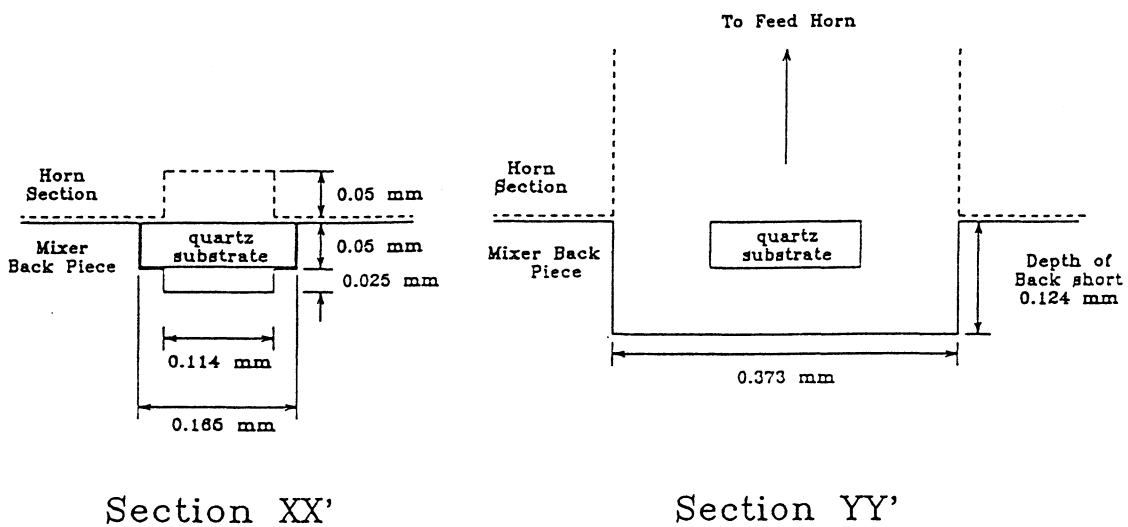 To Feed Horn
Horn
Section
0.05 mm
quartz
substrate
0.05 mm
Mixer
Back Piece
0.025 mm
0.114 mm
0.165 mm
Section XX'
Horn
Section
quartz
substrate
Mixer Back
Piece
Depth of
Back short
0.124 mm
0.373 mm
Section YY'